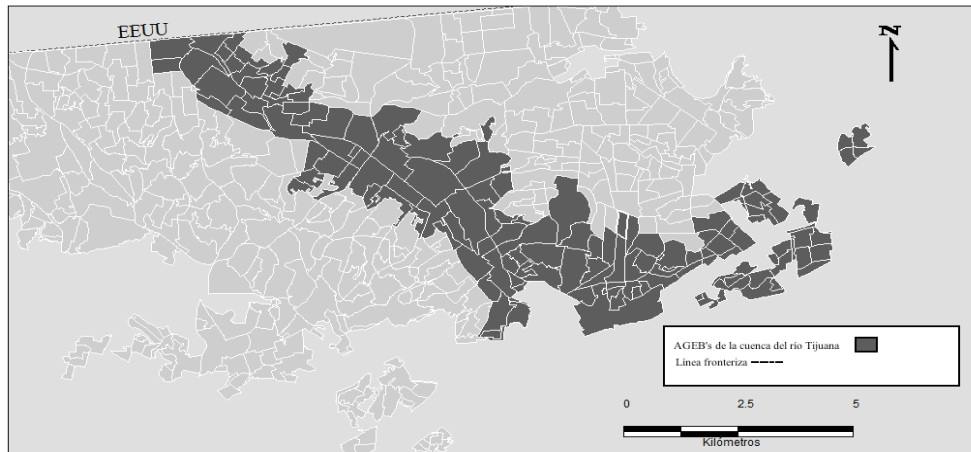 EEUU
N
AGEB's de la cuenca del río Tijuana
Línea fronteriza
0 2.5 5
Kilómetros